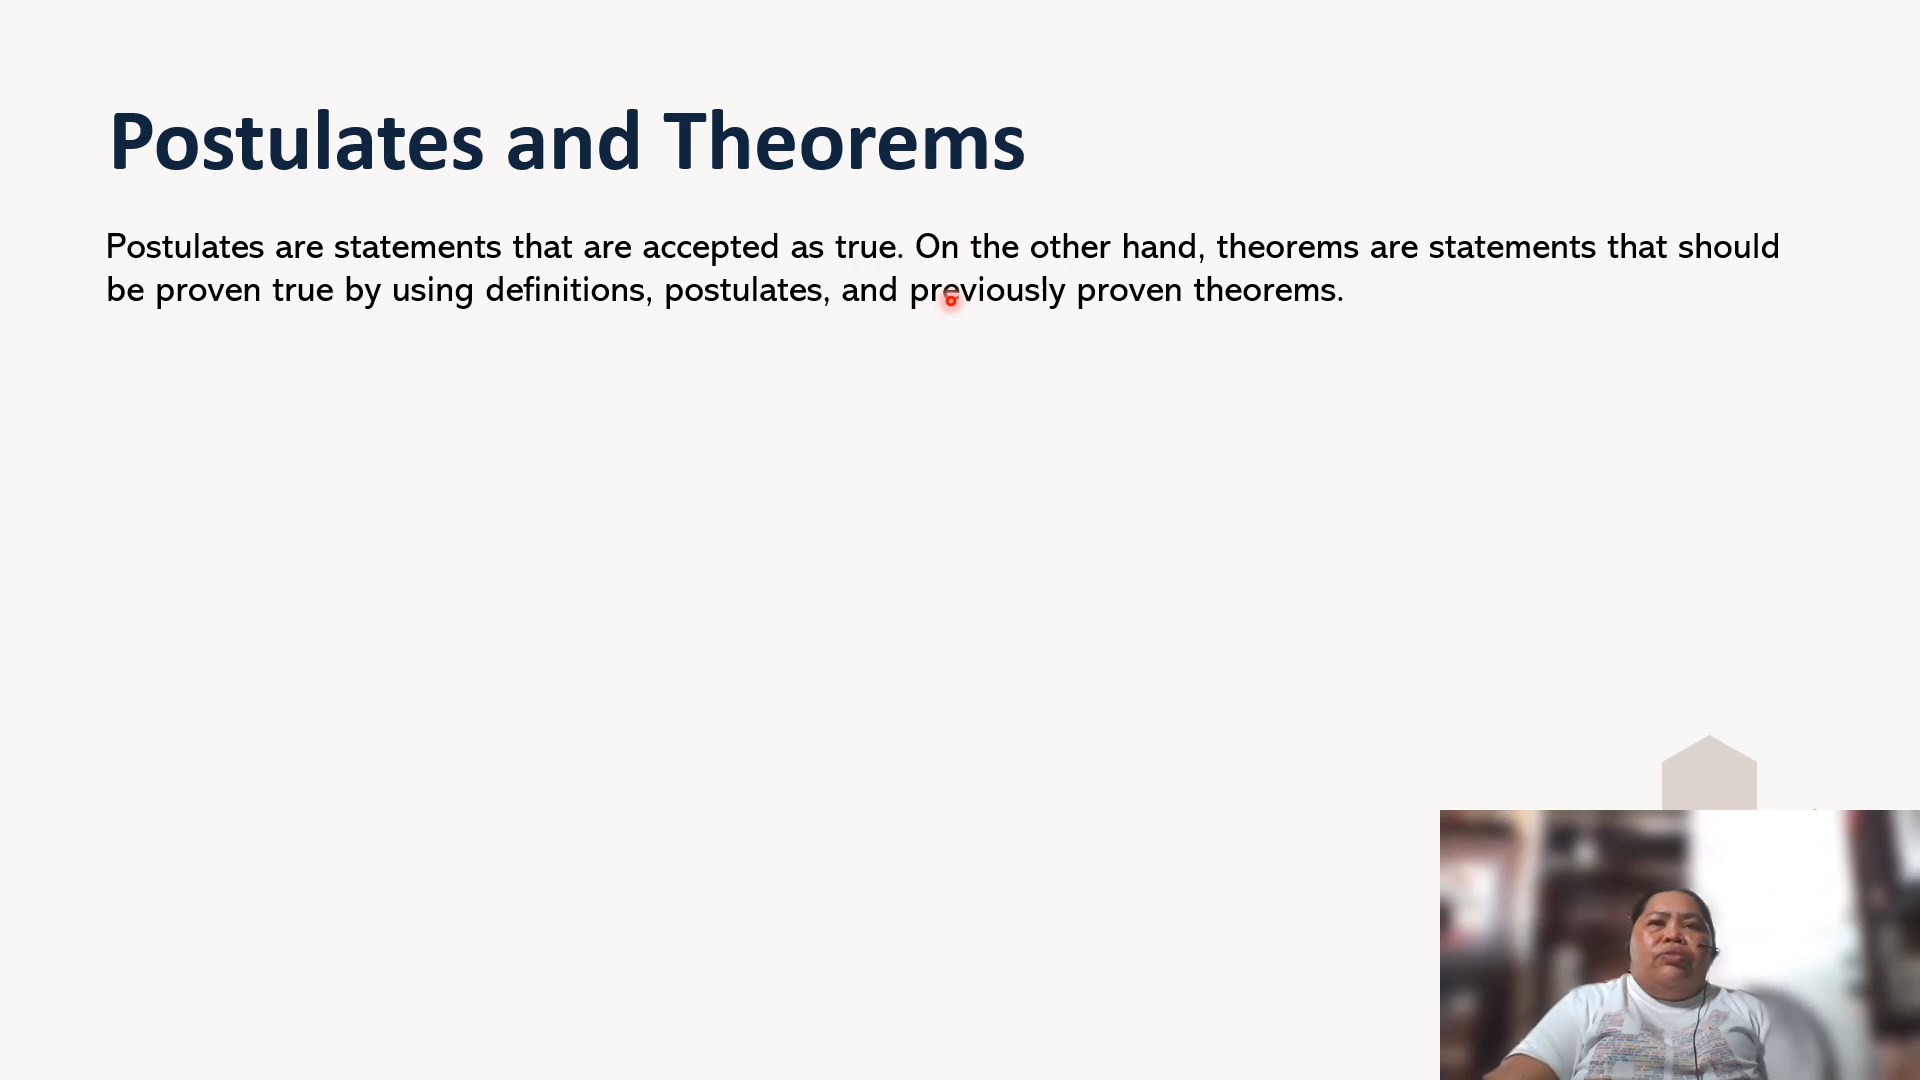 Postulates and Theorems
Postulates are statements that are accepted as true. On the other hand, theorems are statements that should
be proven true by using definitions, postulates, and previously proven theorems.